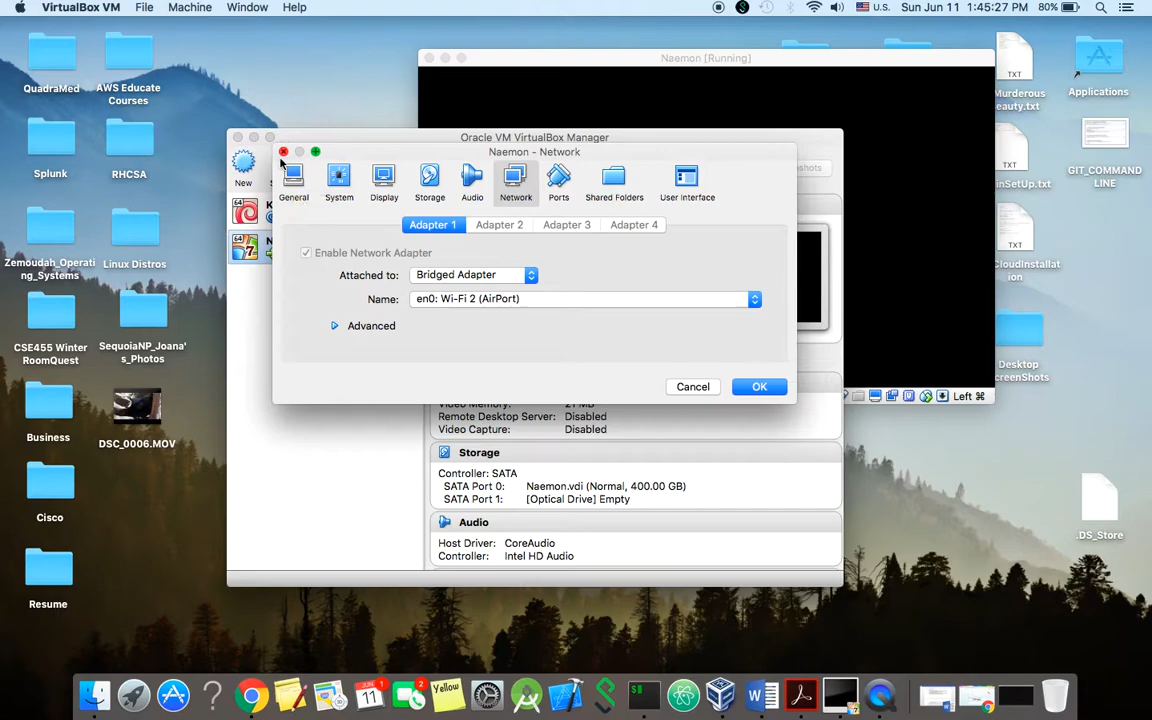 VirtualBox VM File Machine Window Help
U.S. Sun Jun 11 1:45:27 PM 80%
Naemon [Running]
QuadraMed
AWS Educate
Courses
Splunk
RHCSA
Zemoudah_Operati
ng_Systems
Linux Distros
CSE455 Winter
RoomQuest
SequoiaNP_Joana'
s_Photos
Business
DSC_0006.MOV
Cisco
Resume
Oracle VM VirtualBox Manager
New
Naemon - Network
General System Display Storage Audio Network Ports Shared Folders User Interface
Adapter 1 Adapter 2 Adapter 3 Adapter 4
Enable Network Adapter
Attached to: Bridged Adapter
Name: en0: Wi-Fi 2 (AirPort)
Advanced
Cancel OK
Remote Desktop Server: Disabled
Video Capture: Disabled
Storage
Controller: SATA
SATA Port 0: Naemon.vdi (Normal, 400.00 GB)
SATA Port 1: [Optical Drive] Empty
Audio
Host Driver: CoreAudio
Controller: Intel HD Audio
Left ⌘
TXT
Applications
TXT
GIT_COMMAND
LINE
TXT
Desktop
.DS_Store
JUN
11
1
2
Yellow
$